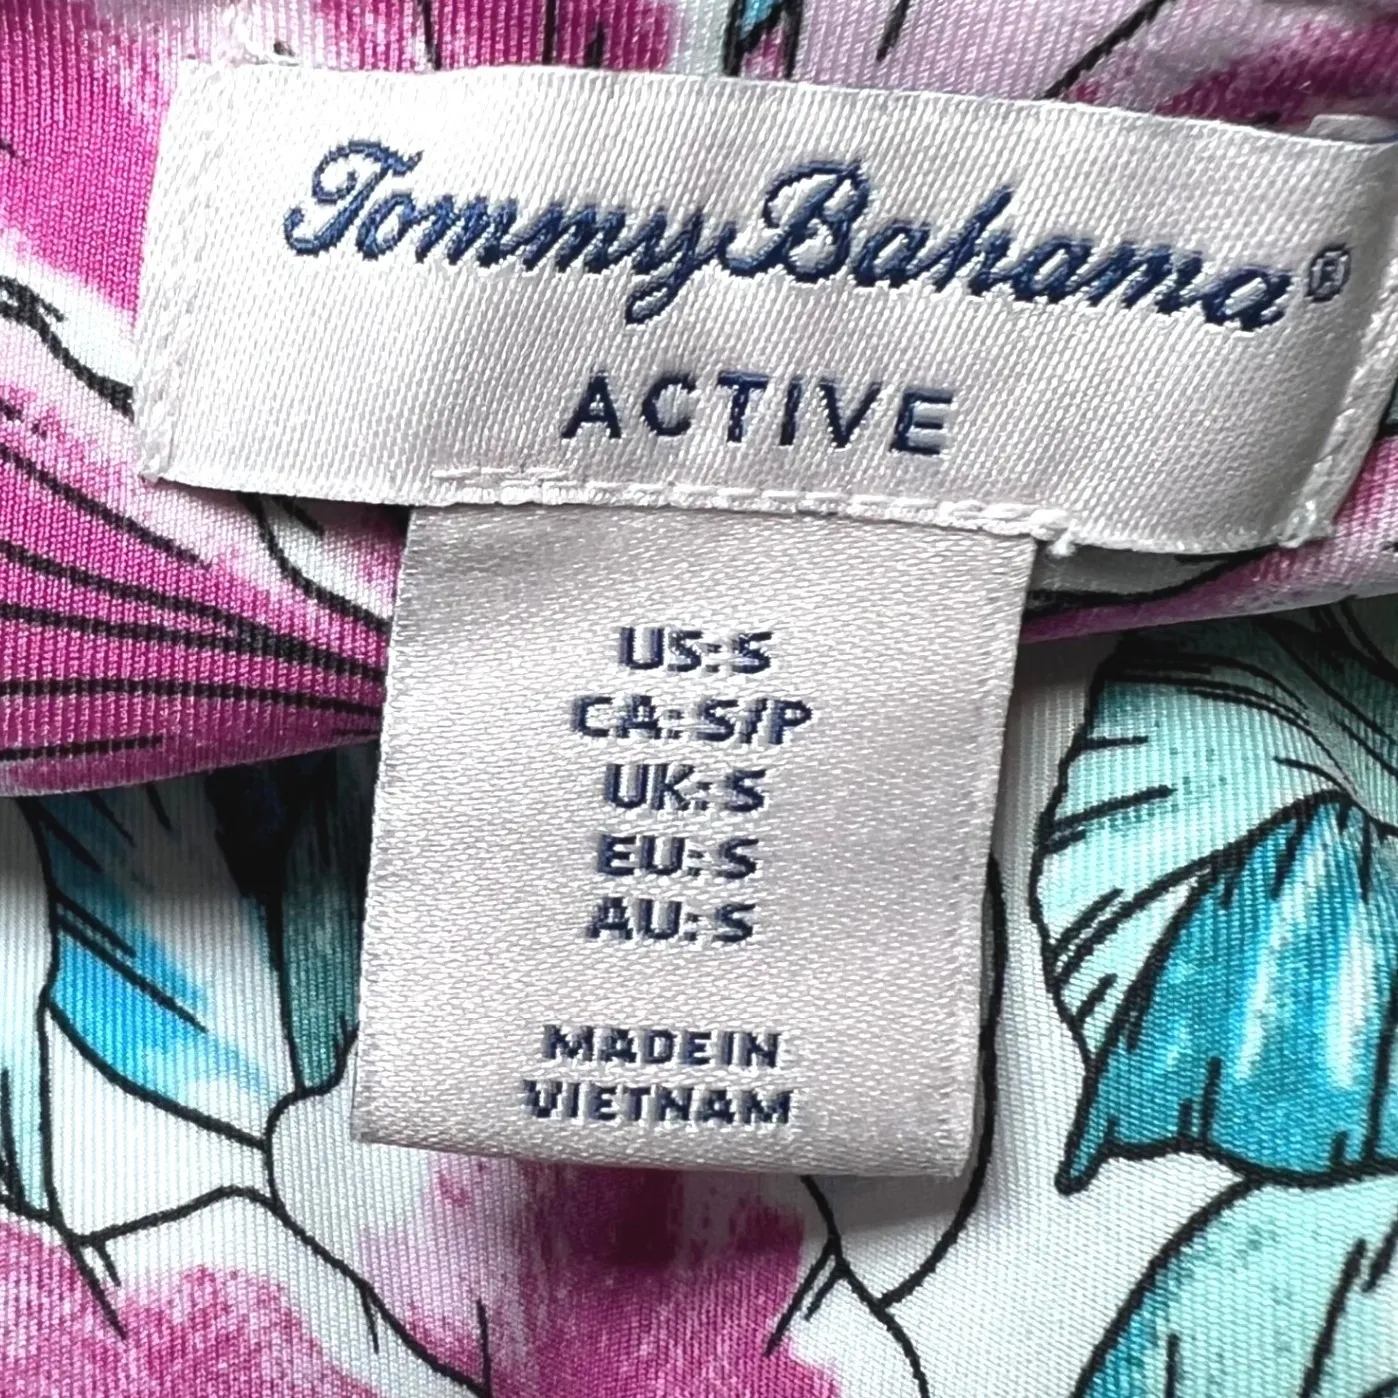 Tommy Bahama®
ACTIVE
US: S
CA: S/P
UK: S
EU: S
AU: S
MADE IN
VIETNAM